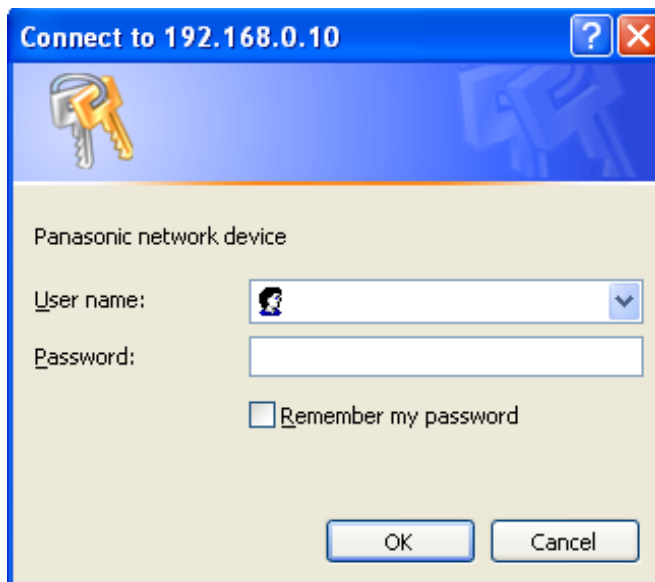 Connect to 192.168.0.10
Panasonic network device
User name:
Password:
Remember my password
OK Cancel